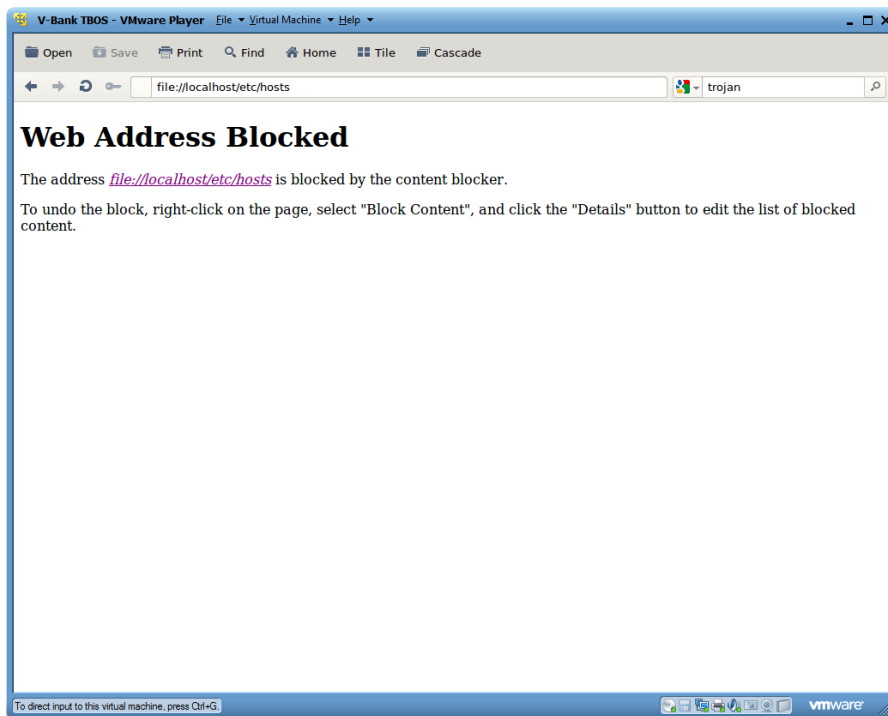 V-Bank TBOS - VMware Player File Virtual Machine Help
Open Save Print Find Home Tile Cascade
file://localhost/etc/hosts trojan
Web Address Blocked
The address file://localhost/etc/hosts is blocked by the content blocker.
To undo the block, right-click on the page, select "Block Content", and click the "Details" button to edit the list of blocked
content.
To direct input to this virtual machine, press Ctrl+G. vmware